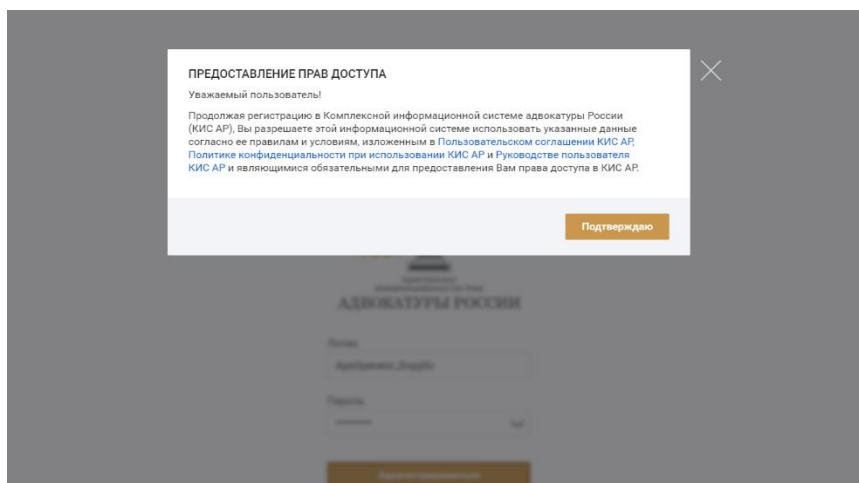 ПРЕДОСТАВЛЕНИЕ ПРАВ ДОСТУПА
Уважаемый пользователь!
Продолжая регистрацию в Комплексной информационной системе адвокатуры России
(КИС АР), Вы разрешаете этой информационной системе использовать указанные данные
согласно ее правилам и условиям, изложенным в Пользовательском соглашении КИС АР,
Политике конфиденциальности при использовании КИС АР и Руководстве пользователя
КИС АР и являющимися обязательными для предоставления Вам права доступа в КИС АР.
Подтверждаю
АДВОКАТУРЫ РОССИИ
Логин
Пароль